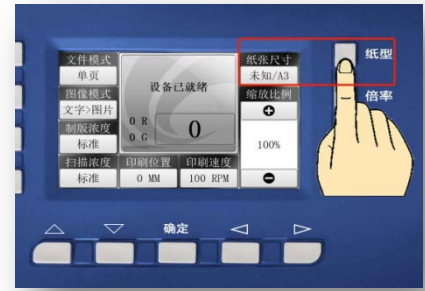 文件模式
单页
图像模式
文字>图片
制版浓度
标准
扫描浓度
标准
设备已就绪
0 R
0 G
0
印刷位置
0 MM
印刷速度
100 RPM
纸张尺寸
未知/A3
缩放比例
100%
纸型
倍率
确定